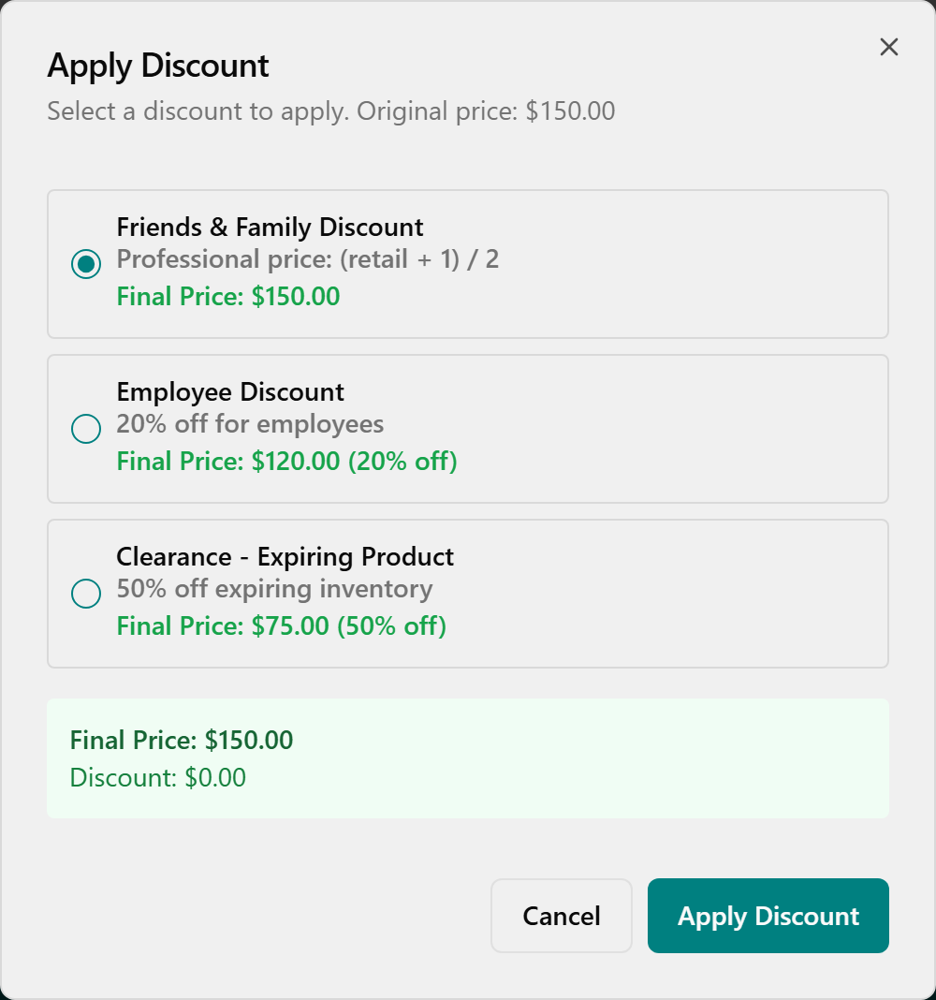 Apply Discount
Select a discount to apply. Original price: $150.00
Friends & Family Discount
Professional price: (retail + 1) / 2
Final Price: $150.00
Employee Discount
20% off for employees
Final Price: $120.00 (20% off)
Clearance - Expiring Product
50% off expiring inventory
Final Price: $75.00 (50% off)
Final Price: $150.00
Discount: $0.00
Cancel
Apply Discount